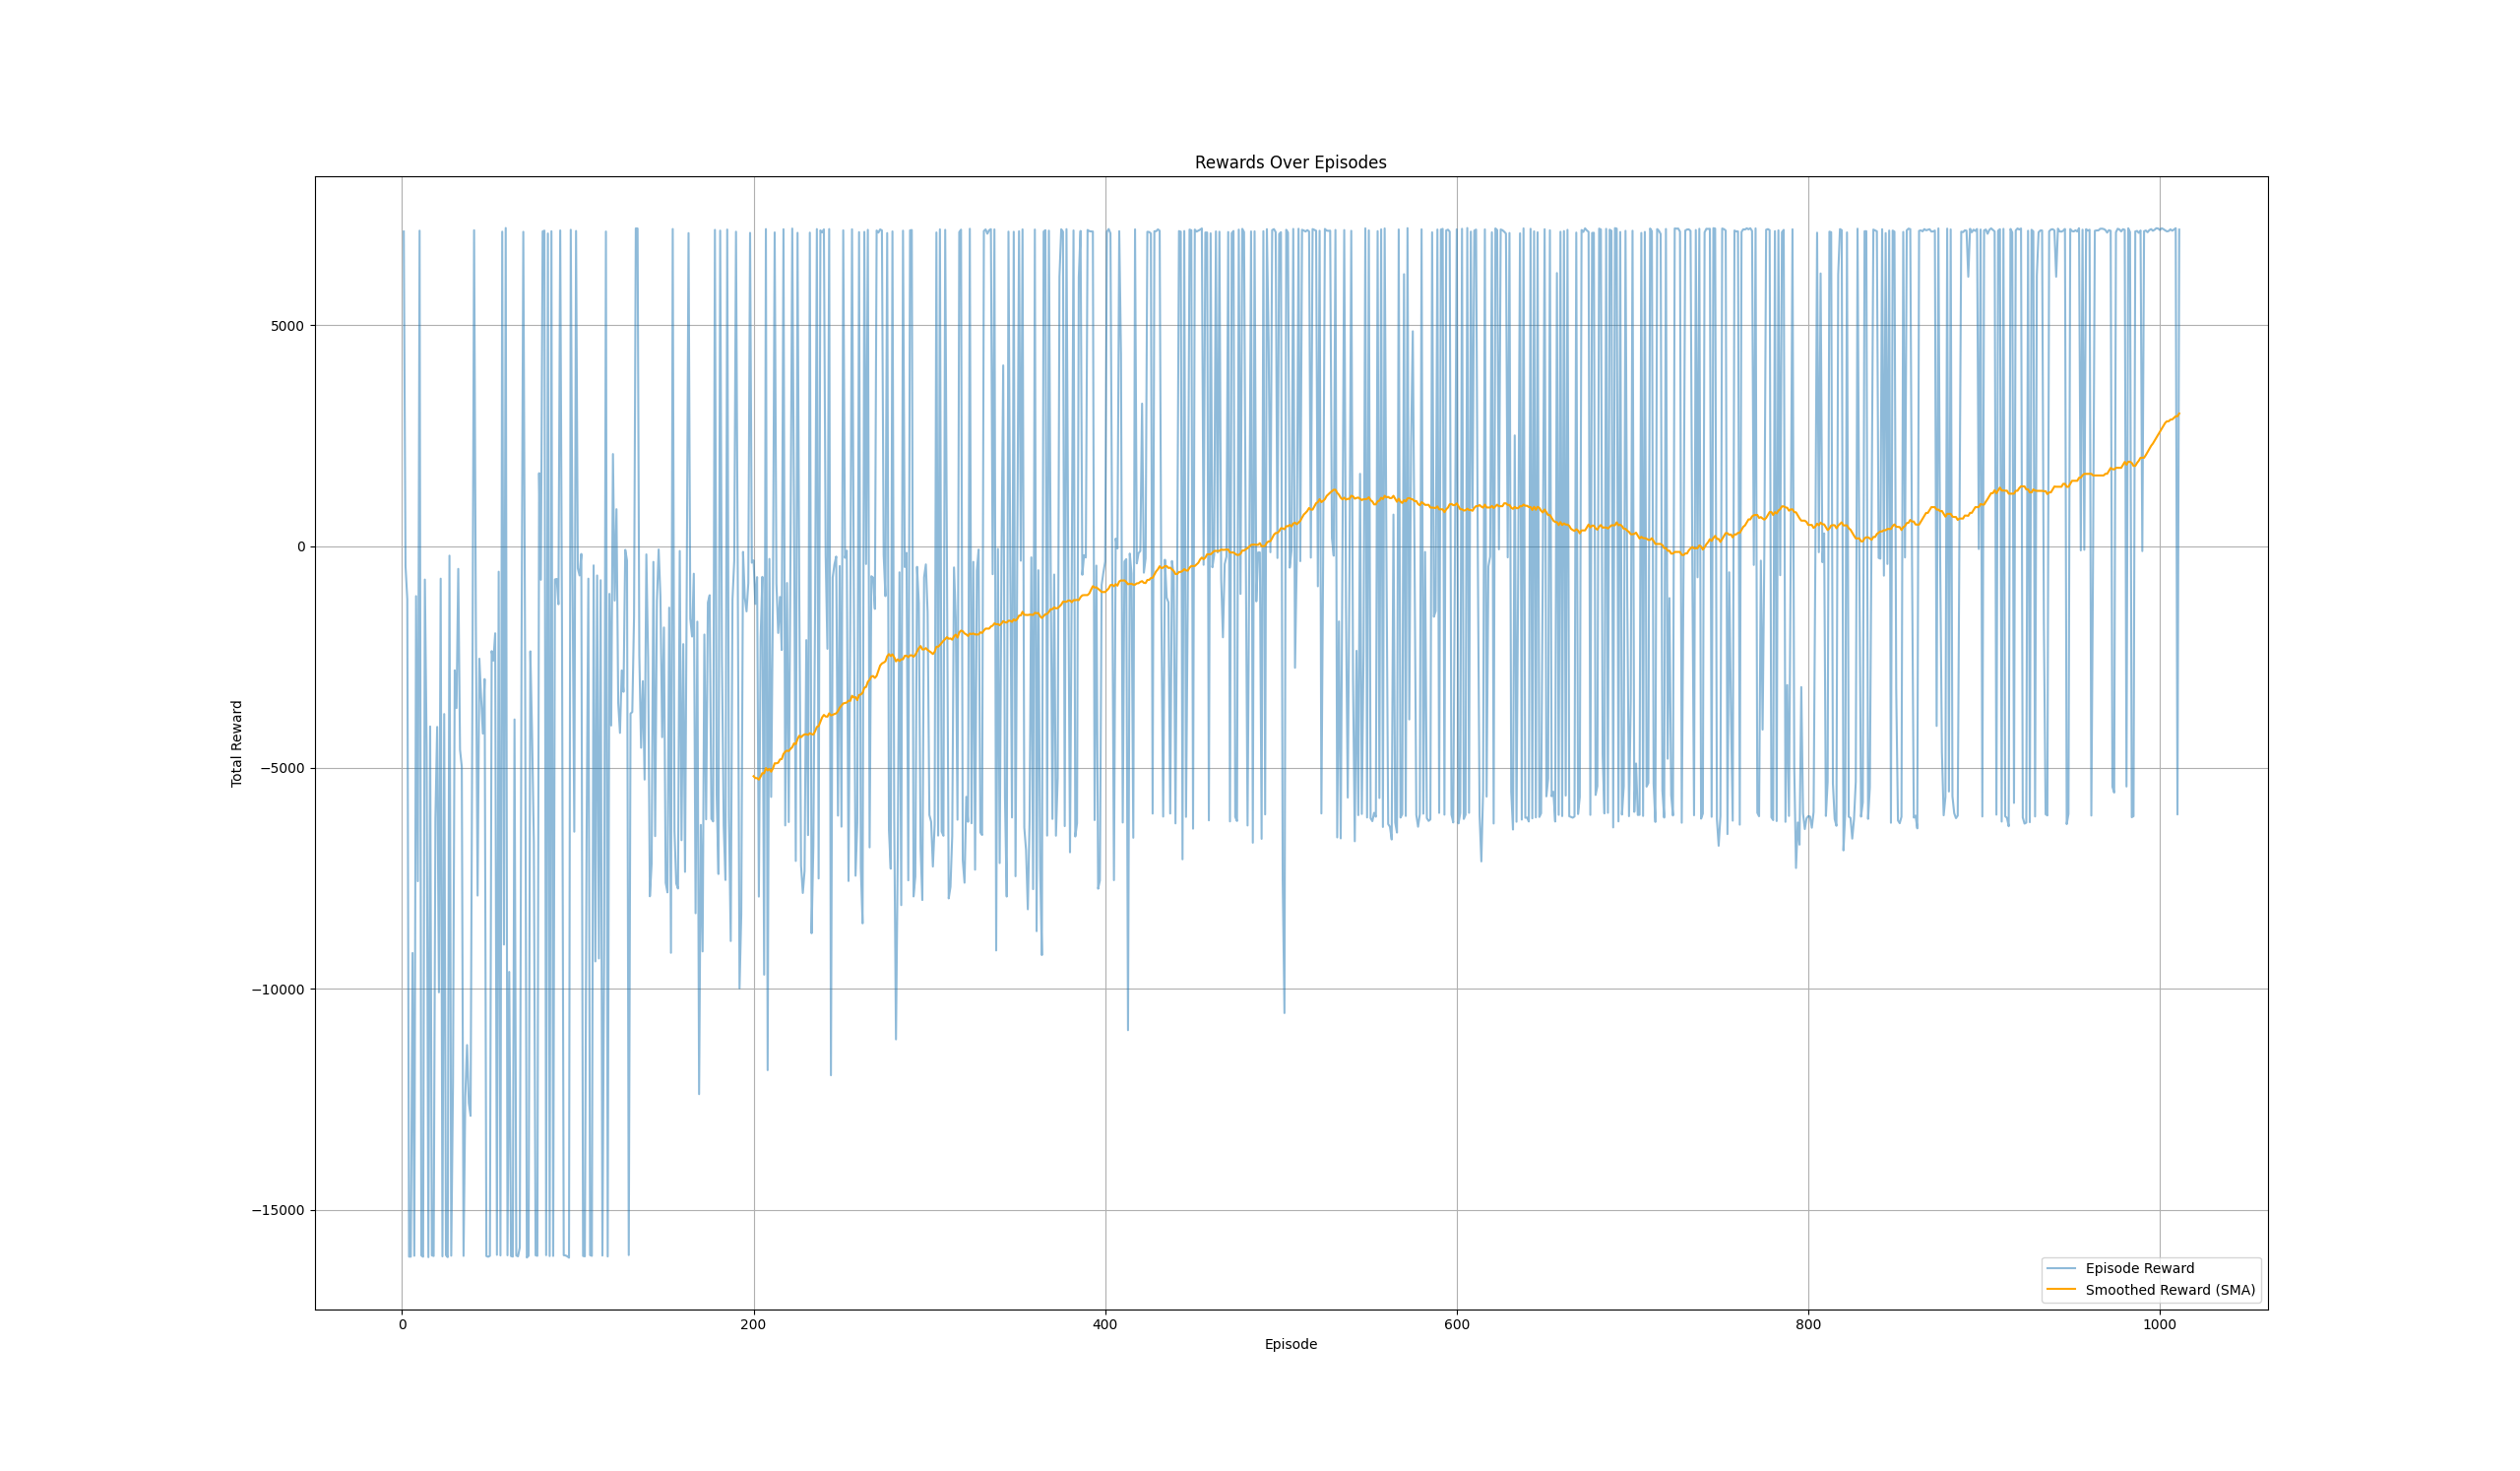 Rewards Over Episodes
Total Reward
5000
0
−5000
−10000
−15000
0 200 400 600 800 1000
Episode
Episode Reward
Smoothed Reward (SMA)